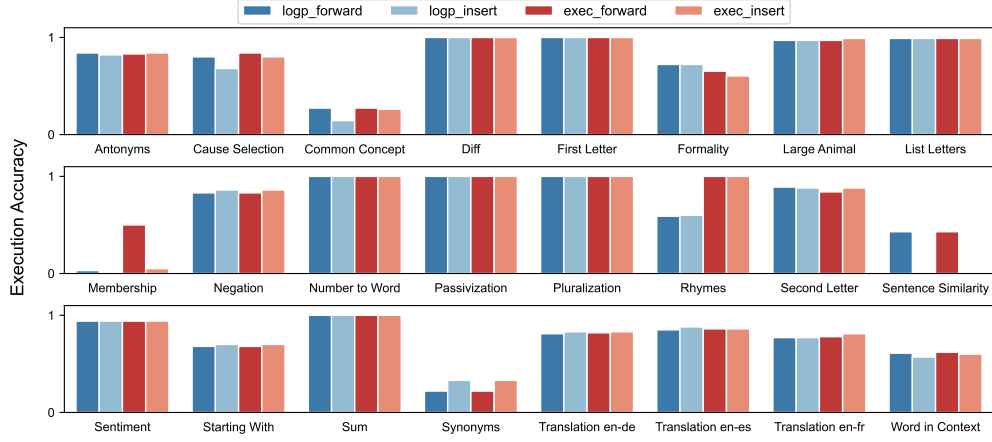 logp_forward logp_insert exec_forward exec_insert
Execution Accuracy
1
0
Antonyms Cause Selection Common Concept Diff First Letter Formality Large Animal List Letters
1
0
Membership Negation Number to Word Passivization Pluralization Rhymes Second Letter Sentence Similarity
1
0
Sentiment Starting With Sum Synonyms Translation en-de Translation en-es Translation en-fr Word in Context